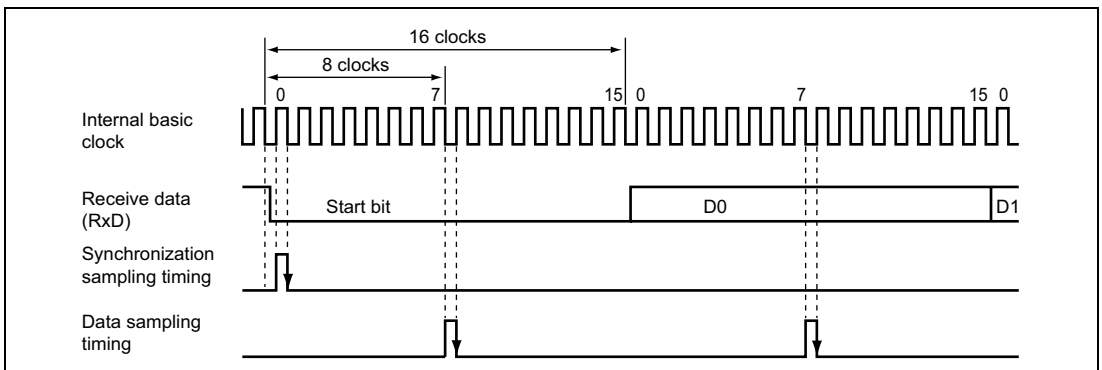 16 clocks
8 clocks
0 7 15 0 7 15 0
Internal basic
clock
Receive data
(RxD)
Start bit D0 D1
Synchronization
sampling timing
Data sampling
timing